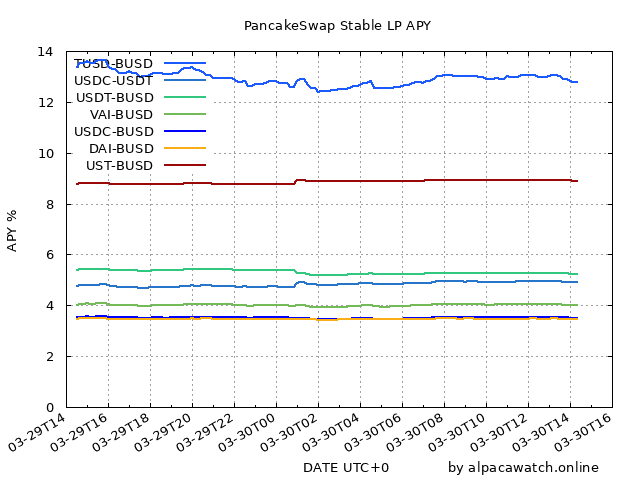 PancakeSwap Stable LP APY
14
12
10
8
6
4
2
0
APY %
TUSD-BUSD
USDC-USDT
USDT-BUSD
VAI-BUSD
USDC-BUSD
DAI-BUSD
UST-BUSD
03-29T14
03-29T16
03-29T18
03-29T20
03-29T22
03-30T00
03-30T02
03-30T04
03-30T06
03-30T08
03-30T10
03-30T12
03-30T14
03-30T16
DATE UTC+0
by alpacawatch.online